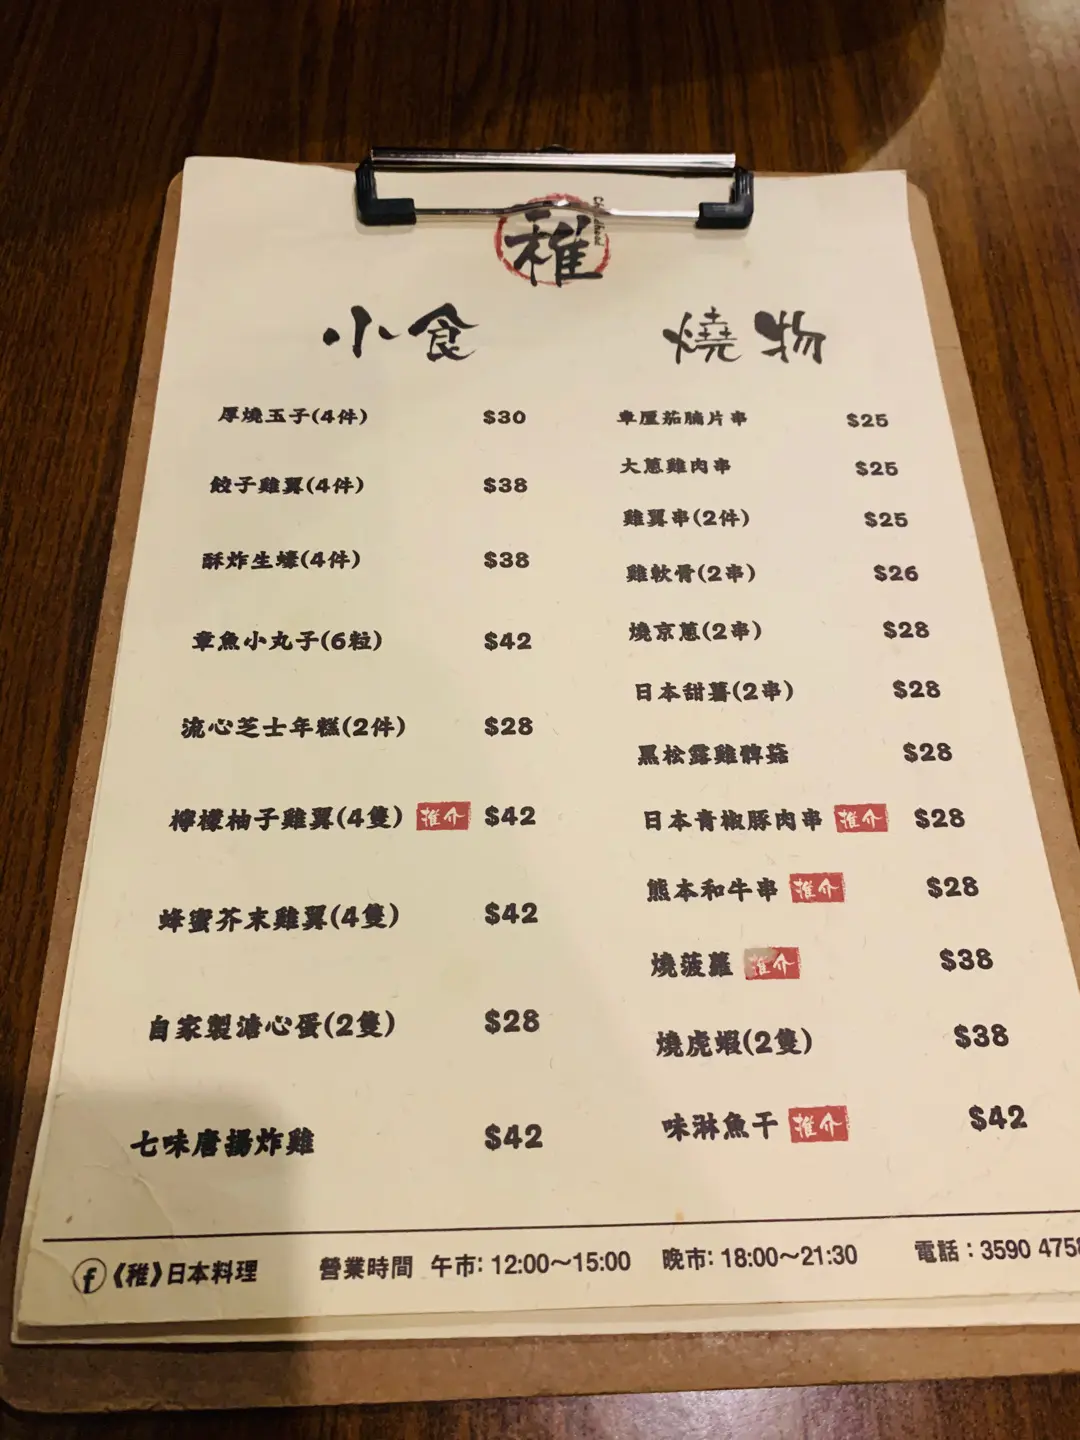 稚
Childhood
小食
厚燒玉子(4件) $30
餃子雞翼(4件) $38
酥炸生蠔(4件) $38
章魚小丸子(6粒) $42
流心芝士年糕(2件) $28
檸檬柚子雞翼(4隻) 推介 $42
蜂蜜芥末雞翼(4隻) $42
自家製溏心蛋(2隻) $28
七味唐揚炸雞 $42
燒物
車厘茄腩片串 $25
大蔥雞肉串 $25
雞翼串(2件) $25
雞軟骨(2串) $26
燒京蔥(2串) $28
日本甜薯(2串) $28
黑松露雞髀菇 $28
日本青椒豚肉串 推介 $28
熊本和牛串 推介 $28
燒菠蘿 推介 $38
燒虎蝦(2隻) $38
味淋魚干 推介 $42
f《稚》日本料理 營業時間 午市: 12:00～15:00 晚市: 18:00～21:30 電話：3590 4758